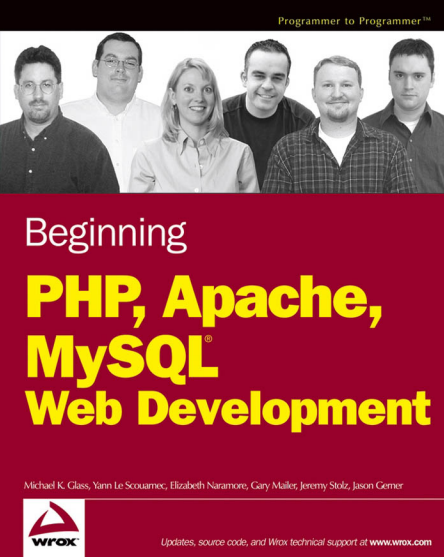 Programmer to Programmer™
Beginning
PHP, Apache,
MySQL®
Web Development
Michael K. Glass, Yann Le Scouarnec, Elizabeth Naramore, Gary Mailer, Jeremy Stolz, Jason Gerner
wrox™
Updates, source code, and Wrox technical support at www.wrox.com